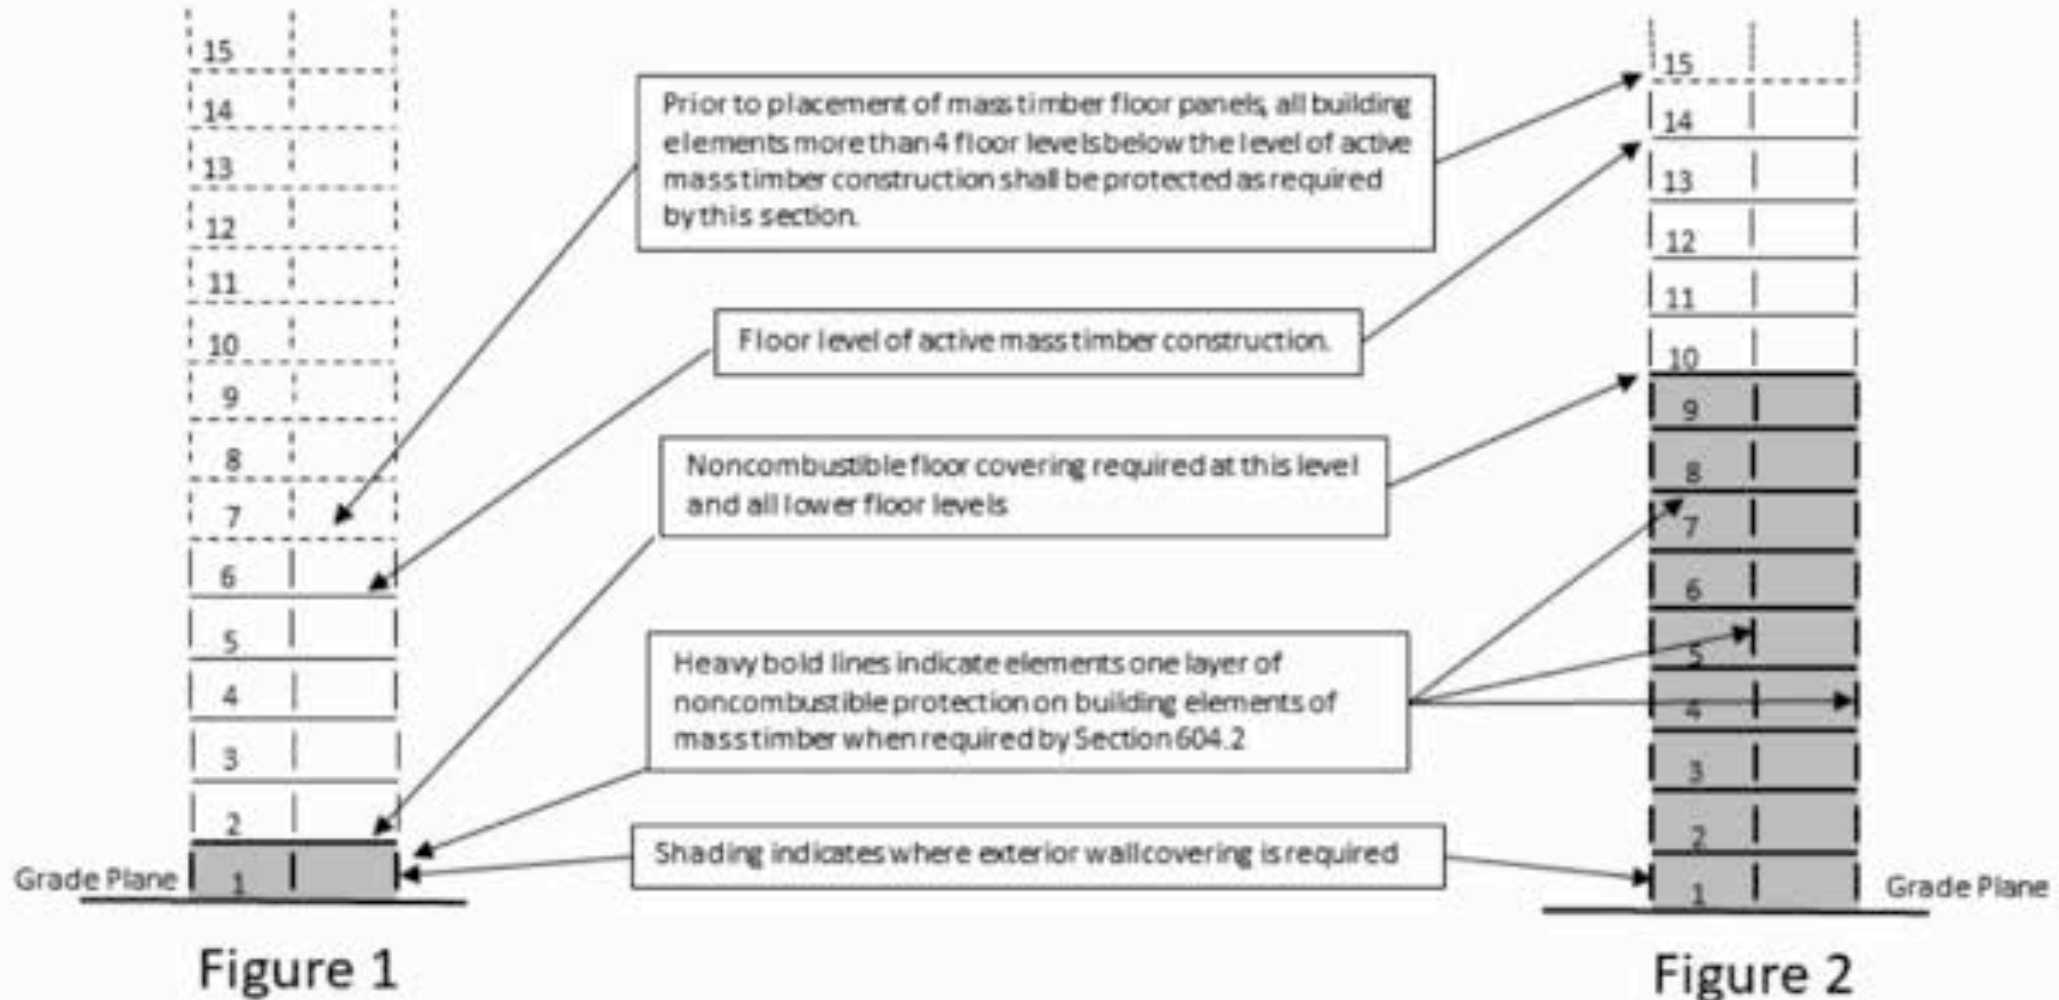 15
14
13
12
11
10
9
8
7
6
5
4
3
2
1
Grade Plane
Figure 1
Prior to placement of mass timber floor panels, all building
elements more than 4 floor levels below the level of active
mass timber construction shall be protected as required
by this section.
Floor level of active mass timber construction.
Noncombustible floor covering required at this level
and all lower floor levels
Heavy bold lines indicate elements one layer of
noncombustible protection on building elements of
mass timber when required by Section 604.2
Shading indicates where exterior wall covering is required
15
14
13
12
11
10
9
8
7
6
5
4
3
2
1
Grade Plane
Figure 2